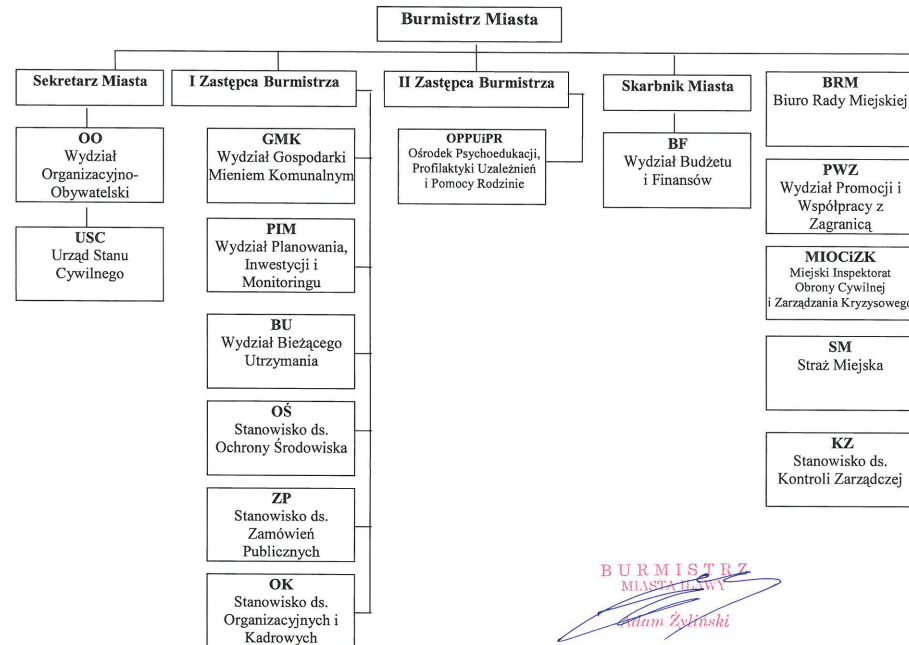 Burmistrz Miasta
Sekretarz Miasta
OO
Wydział
Organizacyjno-
Obywatelski
USC
Urząd Stanu
Cywilnego
I Zastępca Burmistrza
GMK
Wydział Gospodarki
Mieniem Komunalnym
PIM
Wydział Planowania,
Inwestycji i
Monitoringu
BU
Wydział Bieżącego
Utrzymania
OŚ
Stanowisko ds.
Ochrony Środowiska
ZP
Stanowisko ds.
Zamówień
Publicznych
OK
Stanowisko ds.
Organizacyjnych i
Kadrowych
II Zastępca Burmistrza
OPPUiPR
Ośrodek Psychoedukacji,
Profilaktyki Uzależnień
i Pomocy Rodzinie
Skarbnik Miasta
BF
Wydział Budżetu
i Finansów
BRM
Biuro Rady Miejskiej
PWZ
Wydział Promocji i
Współpracy z
Zagranicą
MIOCiZK
Miejski Inspektorat
Obrony Cywilnej
i Zarządzania Kryzysowego
SM
Straż Miejska
KZ
Stanowisko ds.
Kontroli Zarządczej
BURMISTRZ
MIASTA IŁAWY
Adam Żyliński